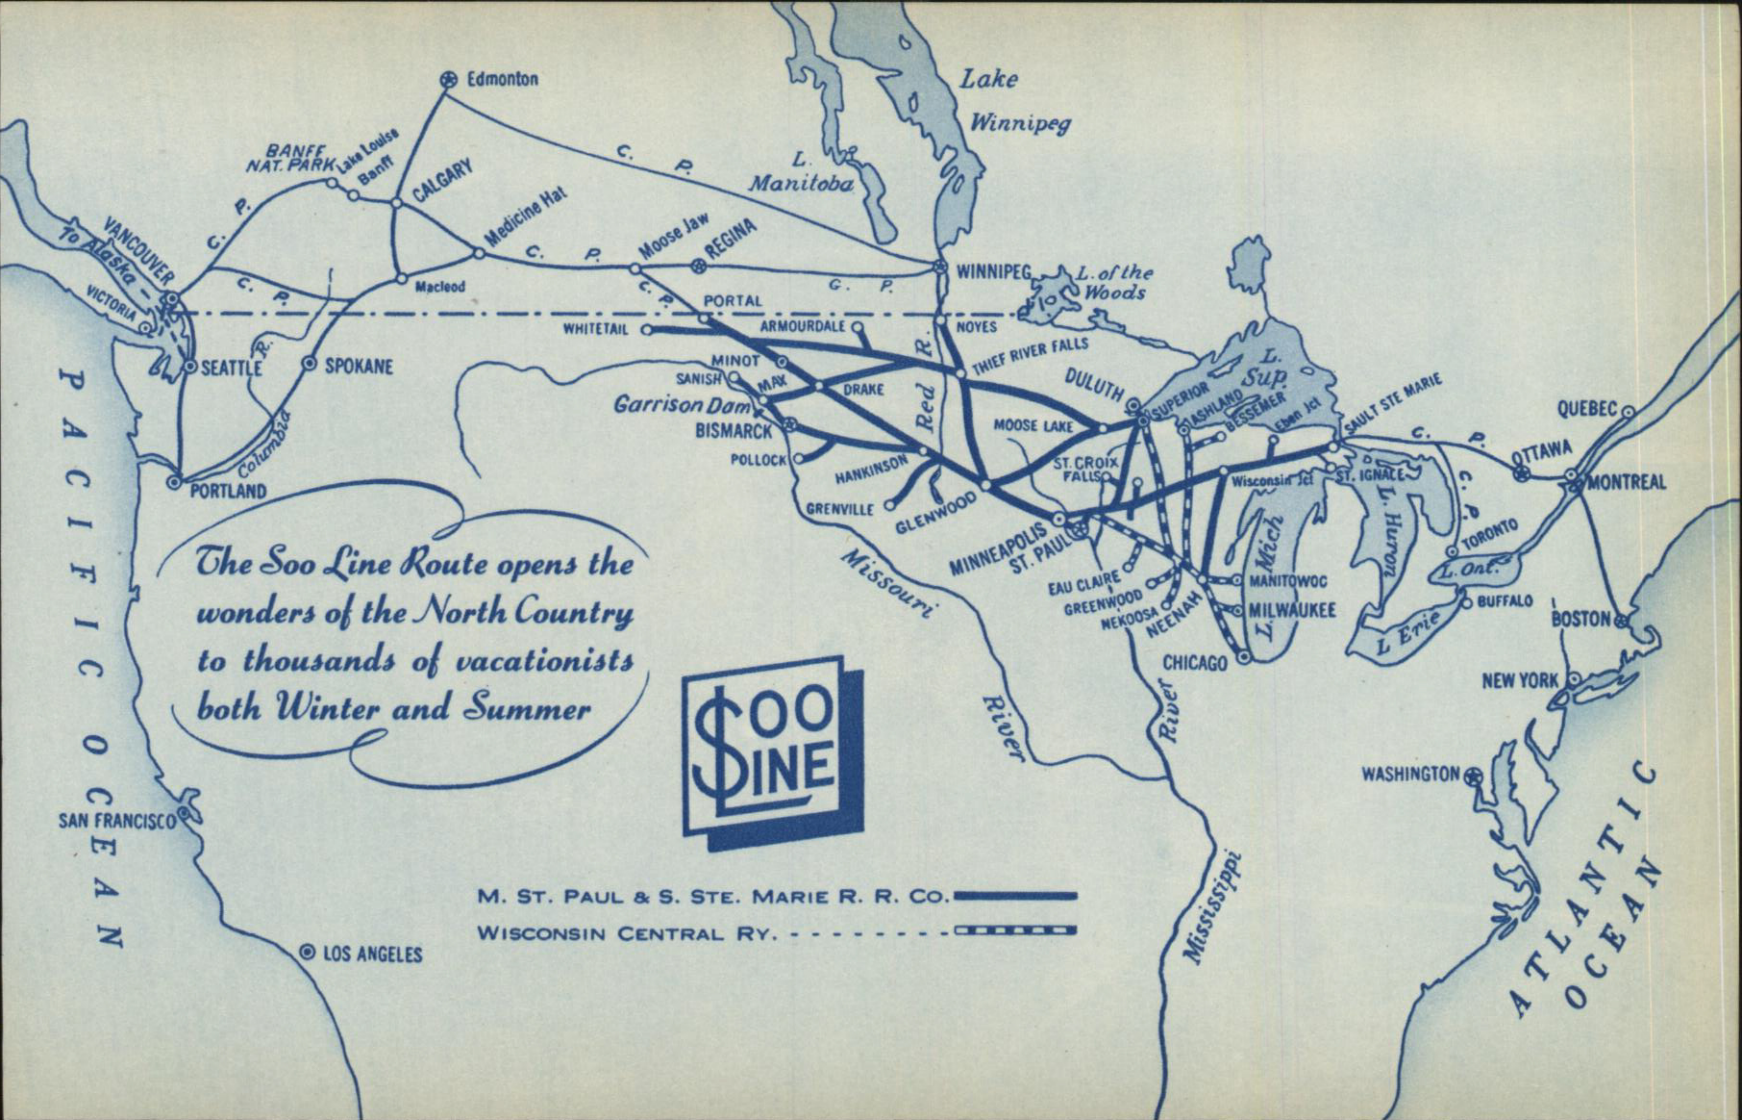 Edmonton
Lake
Winnipeg
C. P.
L.
Manitoba
BANFF
NAT. PARK
Lake Louise
Banff
CALGARY
Medicine Hat
Moose Jaw
REGINA
C. P.
C. P.
C. P.
VANCOUVER
To Alaska
VICTORIA
C. P.
Macleod
C. P.
C. P.
WINNIPEG
L. of the
Woods
PORTAL
WHITETAIL
ARMOURDALE
NOYES
MINOT
SANISH
MAX
DRAKE
Garrison Dam
BISMARCK
POLLOCK
HANKINSON
GRENVILLE
GLENWOOD
Red R.
THIEF RIVER FALLS
MOOSE LAKE
DULUTH
SUPERIOR
ASHLAND
BESSEMER
L.
Sup.
Eben Jct
SAULT STE MARIE
C. P.
C. P.
QUEBEC
OTTAWA
MONTREAL
SEATTLE
SPOKANE
Columbia
R.
PORTLAND
ST. CROIX
FALLS
Wisconsin Jct
ST. IGNACE
L. Huron
TORONTO
L. Ont.
BUFFALO
L Erie
BOSTON
NEW YORK
WASHINGTON
MINNEAPOLIS
ST. PAUL
EAU CLAIRE
GREENWOOD
NEKOOSA
NEENAH
MANITOWOC
MILWAUKEE
L. Mich
CHICAGO
Missouri
River
River
Mississippi
PACIFIC OCEAN
The Soo Line Route opens the
wonders of the North Country
to thousands of vacationists
both Winter and Summer
SOO
LINE
SAN FRANCISCO
LOS ANGELES
M. ST. PAUL & S. STE. MARIE R. R. CO.
WISCONSIN CENTRAL RY.
ATLANTIC
OCEAN